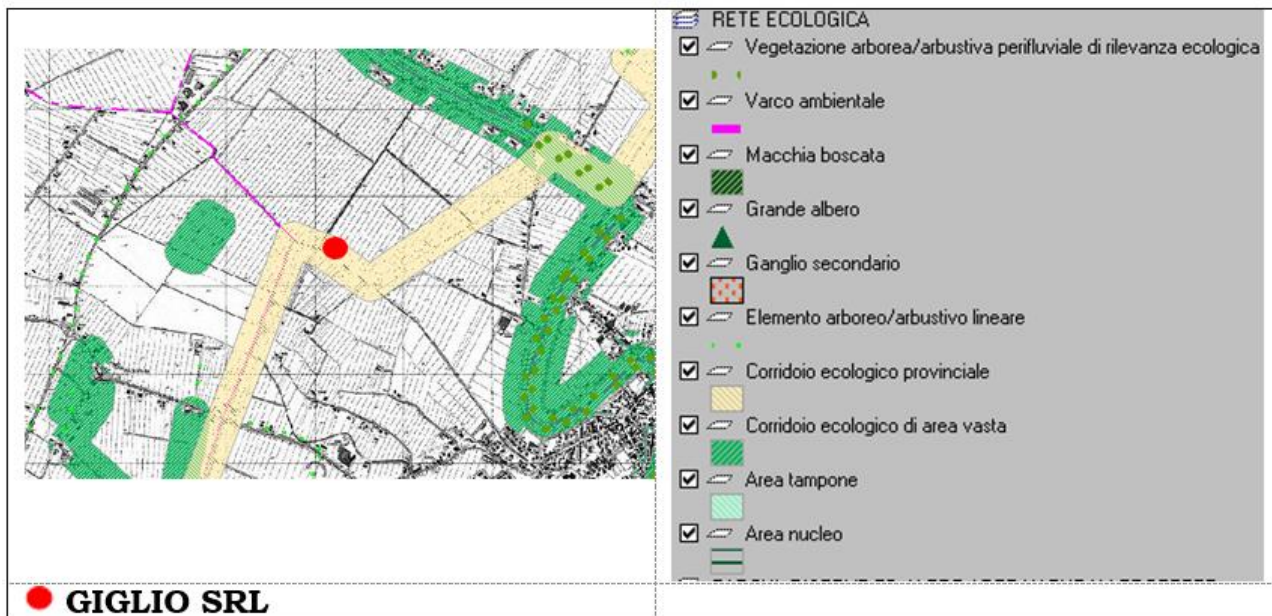 RETE ECOLOGICA
Vegetazione arborea/arbustiva perifluviale di rilevanza ecologica
Varco ambientale
Macchia boscata
Grande albero
Ganglio secondario
Elemento arboreo/arbustivo lineare
Corridoio ecologico provinciale
Corridoio ecologico di area vasta
Area tampone
Area nucleo
GIGLIO SRL